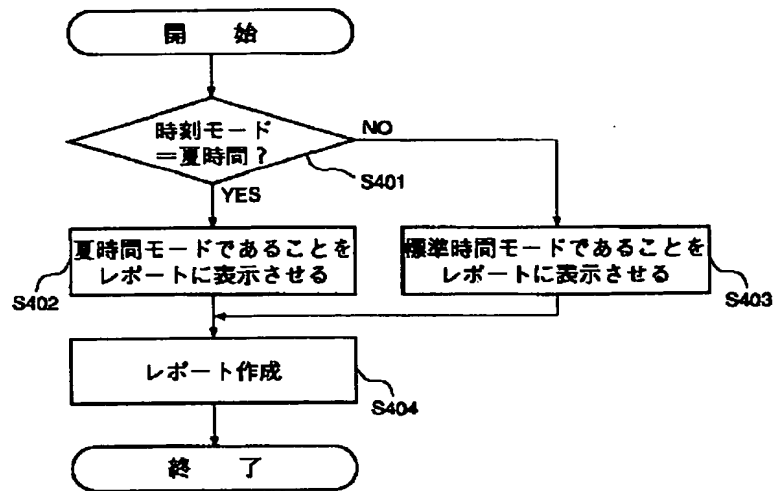 開 始
時刻モード
＝夏時間？
NO
S401
YES
夏時間モードであることを
レポートに表示させる
S402
標準時間モードであることを
レポートに表示させる
S403
レポート作成
S404
終 了